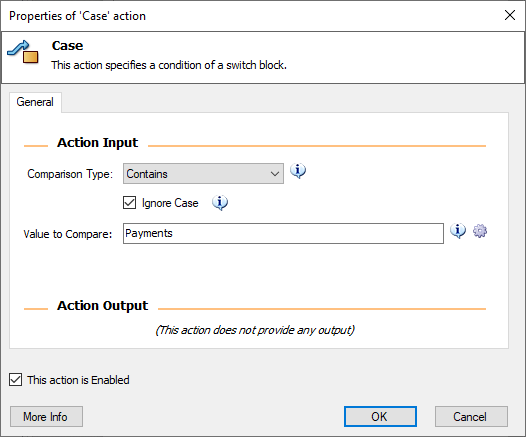 Properties of 'Case' action
Case
This action specifies a condition of a switch block.
General
Action Input
Comparison Type: Contains
Ignore Case
Value to Compare: Payments
Action Output
(This action does not provide any output)
This action is Enabled
More Info OK Cancel